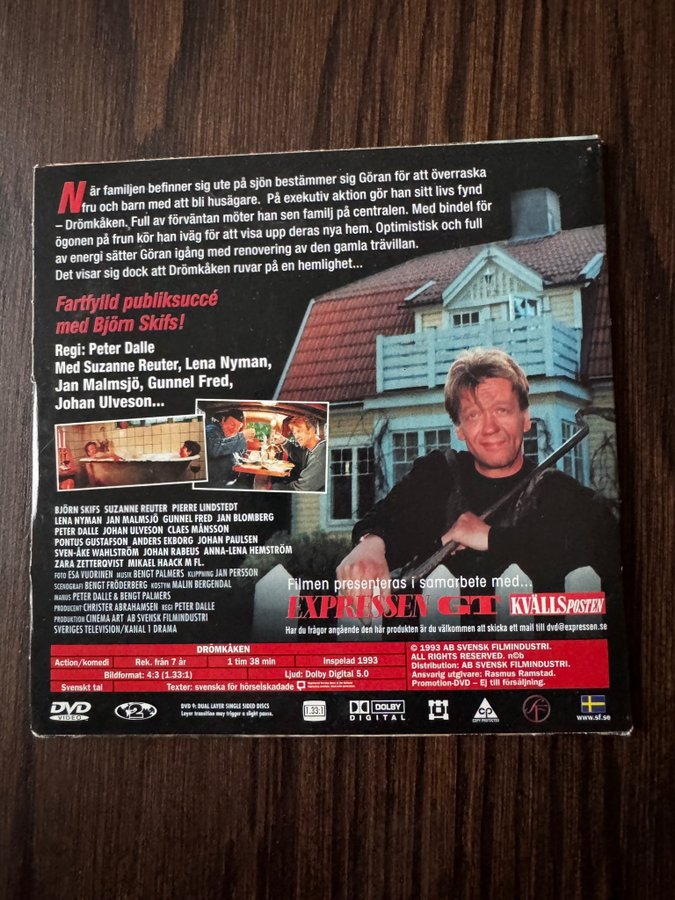 När familjen befinner sig ute på sjön bestämmer sig Göran för att överraska
fru och barn med att bli husägare. På exekutiv aktion gör han sitt livs fynd
– Drömkåken. Full av förväntan möter han sen familj på centralen. Med bindel för
ögonen på frun kör han iväg för att visa upp deras nya hem. Optimistisk och full
av energi sätter Göran igång med renovering av den gamla trävillan.
Det visar sig dock att Drömkåken ruvar på en hemlighet...
Fartfylld publiksuccé
med Björn Skifs!
Regi: Peter Dalle
Med Suzanne Reuter, Lena Nyman,
Jan Malmsjö, Gunnel Fred,
Johan Ulveson...
BJÖRN SKIFS SUZANNE REUTER PIERRE LINDSTEDT
LENA NYMAN JAN MALMSJÖ GUNNEL FRED JAN BLOMBERG
PETER DALLE JOHAN ULVESON CLAES MÅNSSON
PONTUS GUSTAFSON ANDERS EKBORG JOHAN PAULSEN
SVEN-ÅKE WAHLSTRÖM JOHAN RABEUS ANNA-LENA HEMSTRÖM
ZARA ZETTERQVIST MIKAEL HAACK M FL.
FOTO ESA VUORINEN MUSIK BENGT PALMERS KLIPPNING JAN PERSSON
SCENOGRAFI BENGT FRÖDERBERG KOSTYM MALIN BERGENDAL
MANUS PETER DALLE & BENGT PALMERS
PRODUCENT CHRISTER ABRAHAMSEN REGI PETER DALLE
PRODUKTION CINEMA ART AB SVENSK FILMINDUSTRI
SVERIGES TELEVISION/KANAL 1 DRAMA
Filmen presenteras i samarbete med...
EXPRESSEN GT KVÄLLSPOSTEN
Har du frågor angående den här produkten är du välkommen att skicka ett mail till dvd@expressen.se
DRÖMKÅKEN
Action/komedi Rek. från 7 år 1 tim 38 min Inspelad 1993
Bildformat: 4:3 (1.33:1) Ljud: Dolby Digital 5.0
Svenskt tal Texter: svenska för hörselskadade
© 1993 AB SVENSK FILMINDUSTRI.
ALL RIGHTS RESERVED. n©b
Distribution: AB SVENSK FILMINDUSTRI.
Ansvarig utgivare: Rasmus Ramstad.
Promotion-DVD – Ej till försäljning.
DVD VIDEO
2
DVD 9: DUAL LAYER SINGLE SIDED DISCS
Layer transition may trigger a slight pause.
1.33:1
DOLBY DIGITAL
CP
COPY PROTECTED
SF
www.sf.se